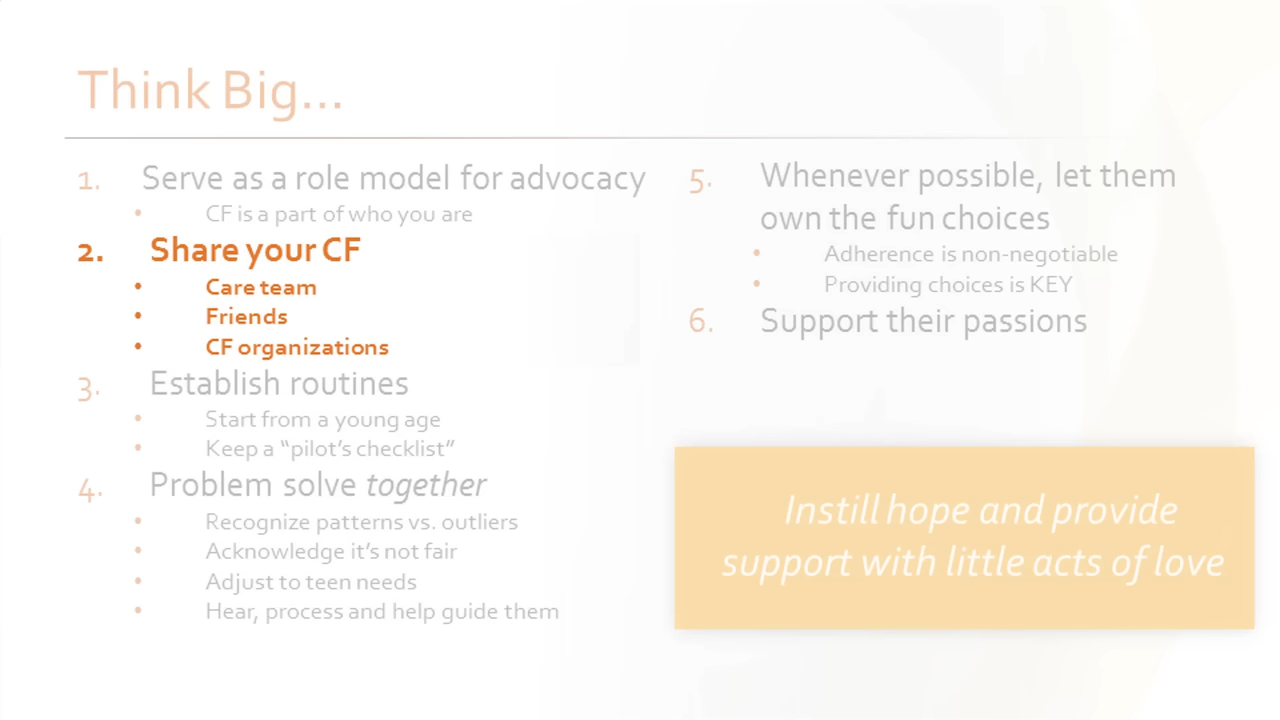 Think Big...
1. Serve as a role model for advocacy
• CF is a part of who you are
2. Share your CF
• Care team
• Friends
• CF organizations
3. Establish routines
• Start from a young age
• Keep a “pilot’s checklist”
4. Problem solve together
• Recognize patterns vs. outliers
• Acknowledge it’s not fair
• Adjust to teen needs
• Hear, process and help guide them
5. Whenever possible, let them
own the fun choices
• Adherence is non-negotiable
• Providing choices is KEY
6. Support their passions
Instill hope and provide
support with little acts of love